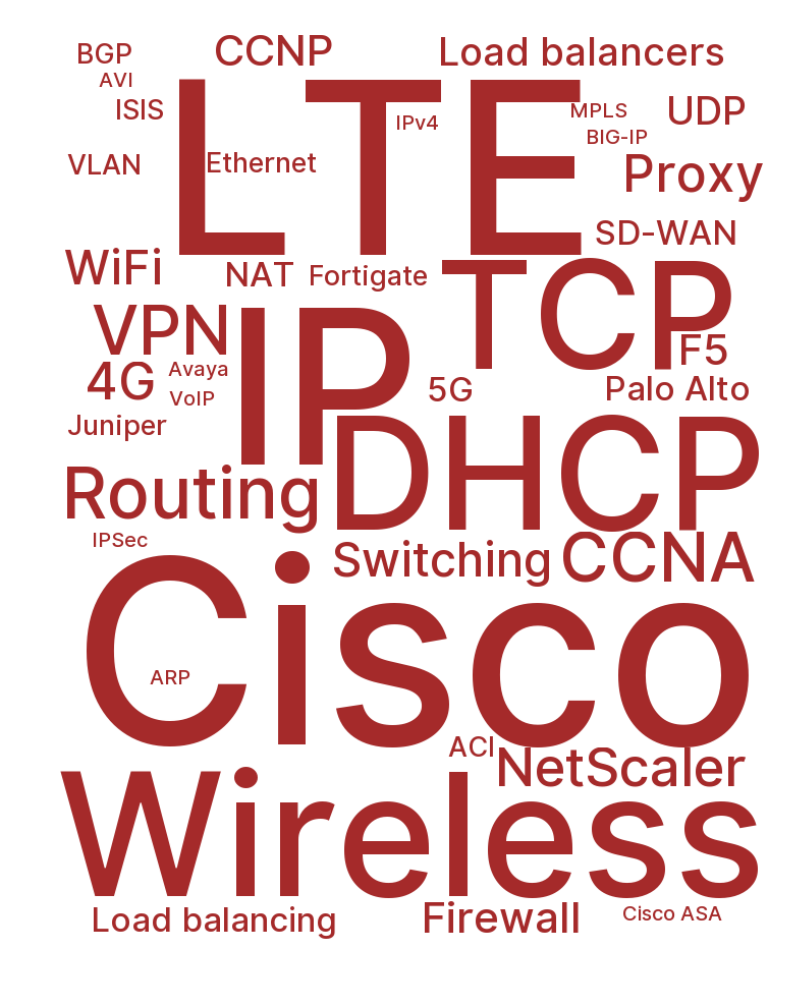 BGP
CCNP
Load balancers
AVI
LTE
ISIS
IPv4
MPLS
UDP
BIG-IP
VLAN
Ethernet
Proxy
SD-WAN
WiFi
NAT
Fortigate
TCP
VPN
IP
F5
4G
Avaya
5G
Palo Alto
VoIP
Juniper
DHCP
Routing
IPSec
Switching
CCNA
Cisco
ARP
ACI
NetScaler
Wireless
Load balancing
Firewall
Cisco ASA